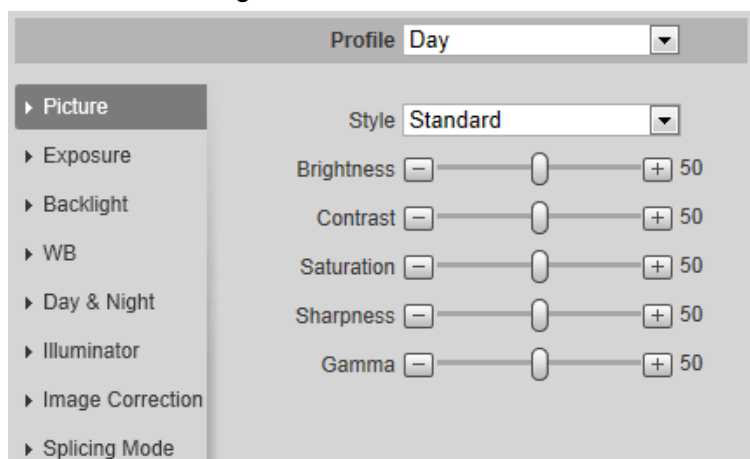 Profile Day
Picture
Exposure
Backlight
WB
Day & Night
Illuminator
Image Correction
Splicing Mode
Style Standard
Brightness 50
Contrast 50
Saturation 50
Sharpness 50
Gamma 50